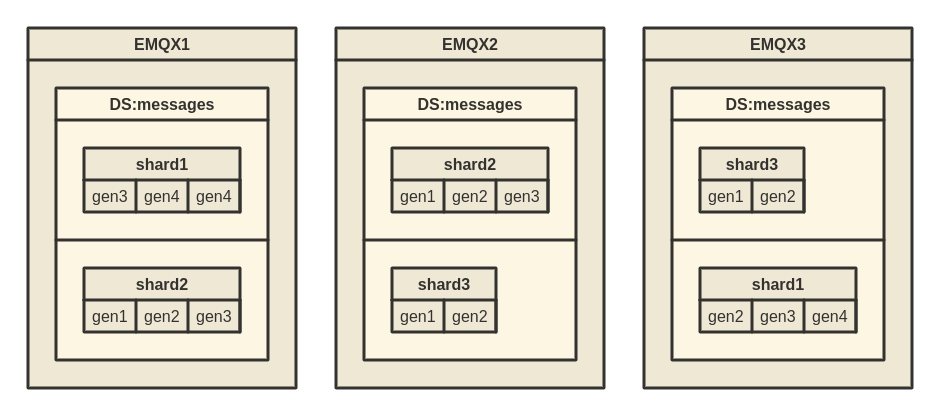 EMQX1
DS:messages
shard1
gen3 gen4 gen4
shard2
gen1 gen2 gen3
EMQX2
DS:messages
shard2
gen1 gen2 gen3
shard3
gen1 gen2
EMQX3
DS:messages
shard3
gen1 gen2
shard1
gen2 gen3 gen4